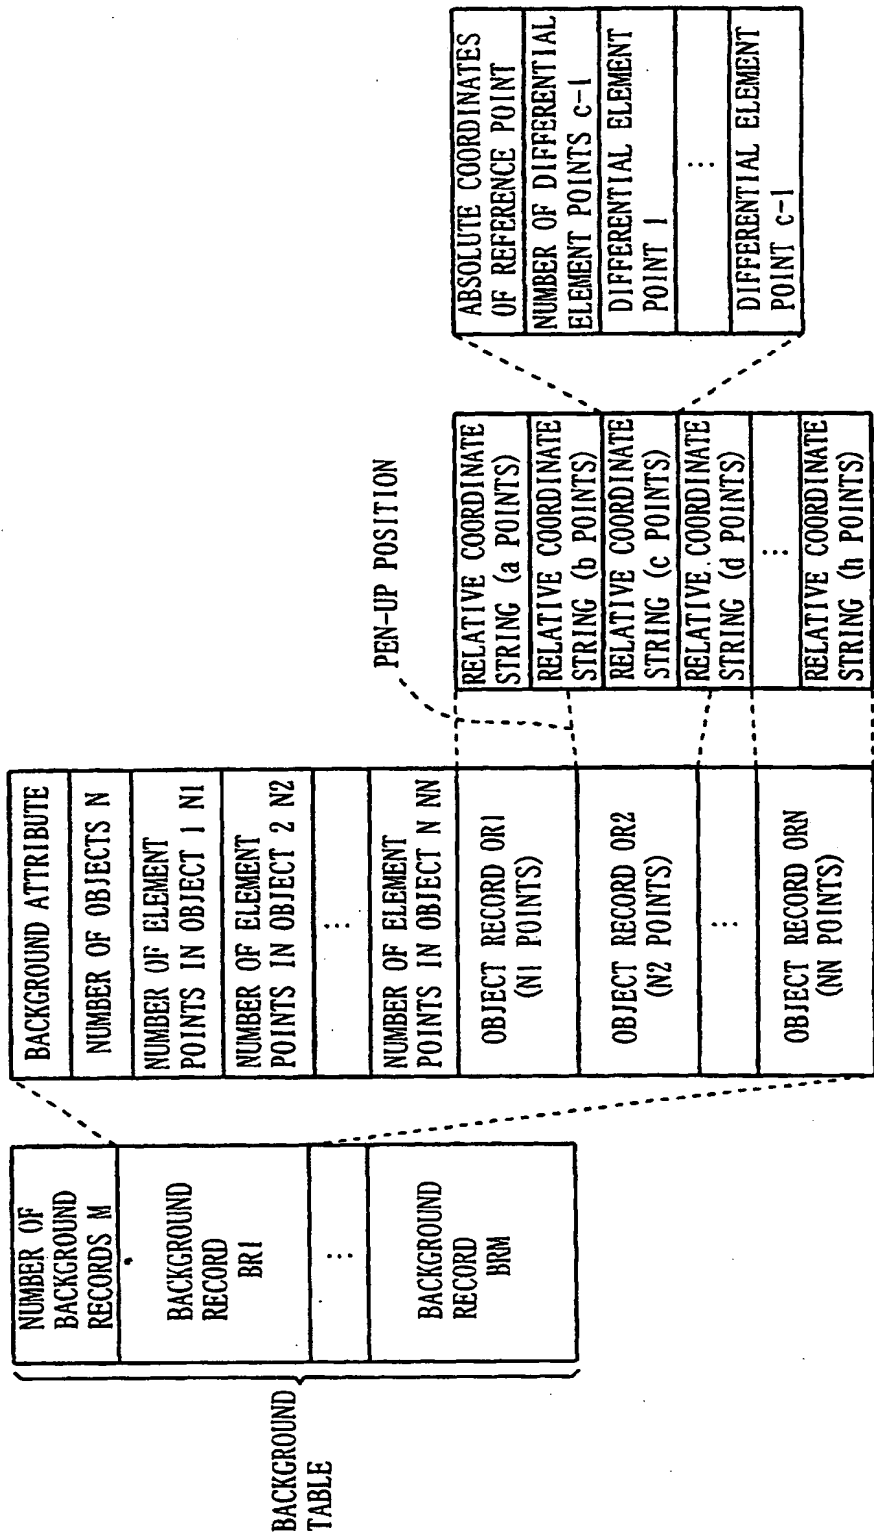 BACKGROUND
TABLE
NUMBER OF
BACKGROUND
RECORDS M
BACKGROUND
RECORD
BR1
⋮
BACKGROUND
RECORD
BRM
BACKGROUND ATTRIBUTE
NUMBER OF OBJECTS N
NUMBER OF ELEMENT
POINTS IN OBJECT 1 N1
NUMBER OF ELEMENT
POINTS IN OBJECT 2 N2
⋮
NUMBER OF ELEMENT
POINTS IN OBJECT N NN
OBJECT RECORD OR1
(N1 POINTS)
OBJECT RECORD OR2
(N2 POINTS)
⋮
OBJECT RECORD ORN
(NN POINTS)
PEN-UP POSITION
RELATIVE COORDINATE
STRING (a POINTS)
RELATIVE COORDINATE
STRING (b POINTS)
RELATIVE COORDINATE
STRING (c POINTS)
RELATIVE COORDINATE
STRING (d POINTS)
⋮
RELATIVE COORDINATE
STRING (h POINTS)
ABSOLUTE COORDINATES
OF REFERENCE POINT
NUMBER OF DIFFERENTIAL
ELEMENT POINTS c-1
DIFFERENTIAL ELEMENT
POINT 1
⋮
DIFFERENTIAL ELEMENT
POINT c-1